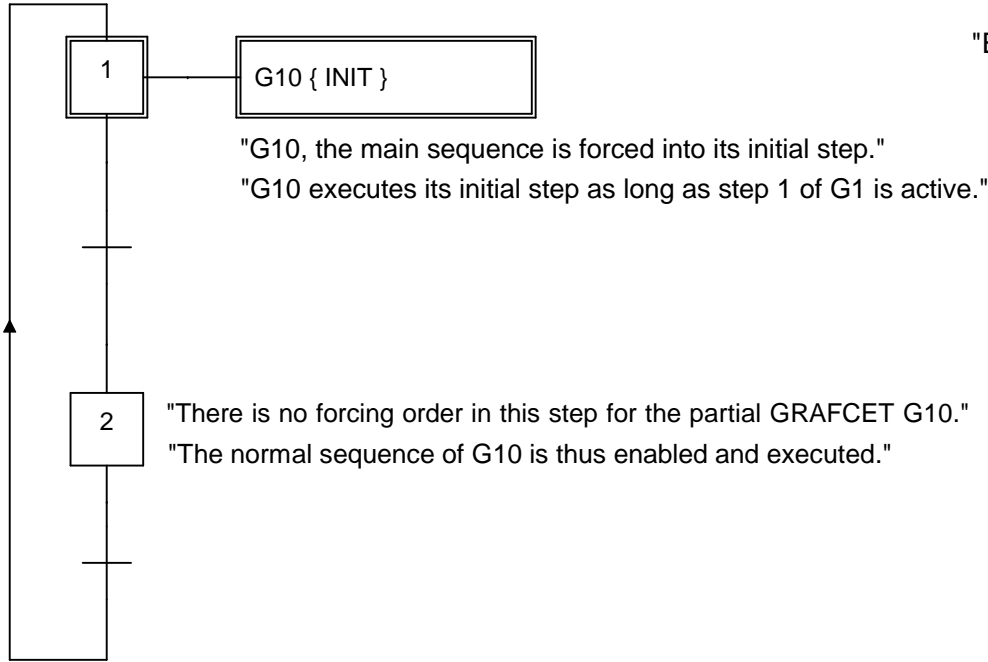 1
G10 { INIT }
"G10, the main sequence is forced into its initial step."
"G10 executes its initial step as long as step 1 of G1 is active."
2
"There is no forcing order in this step for the partial GRAFCET G10."
"The normal sequence of G10 is thus enabled and executed."